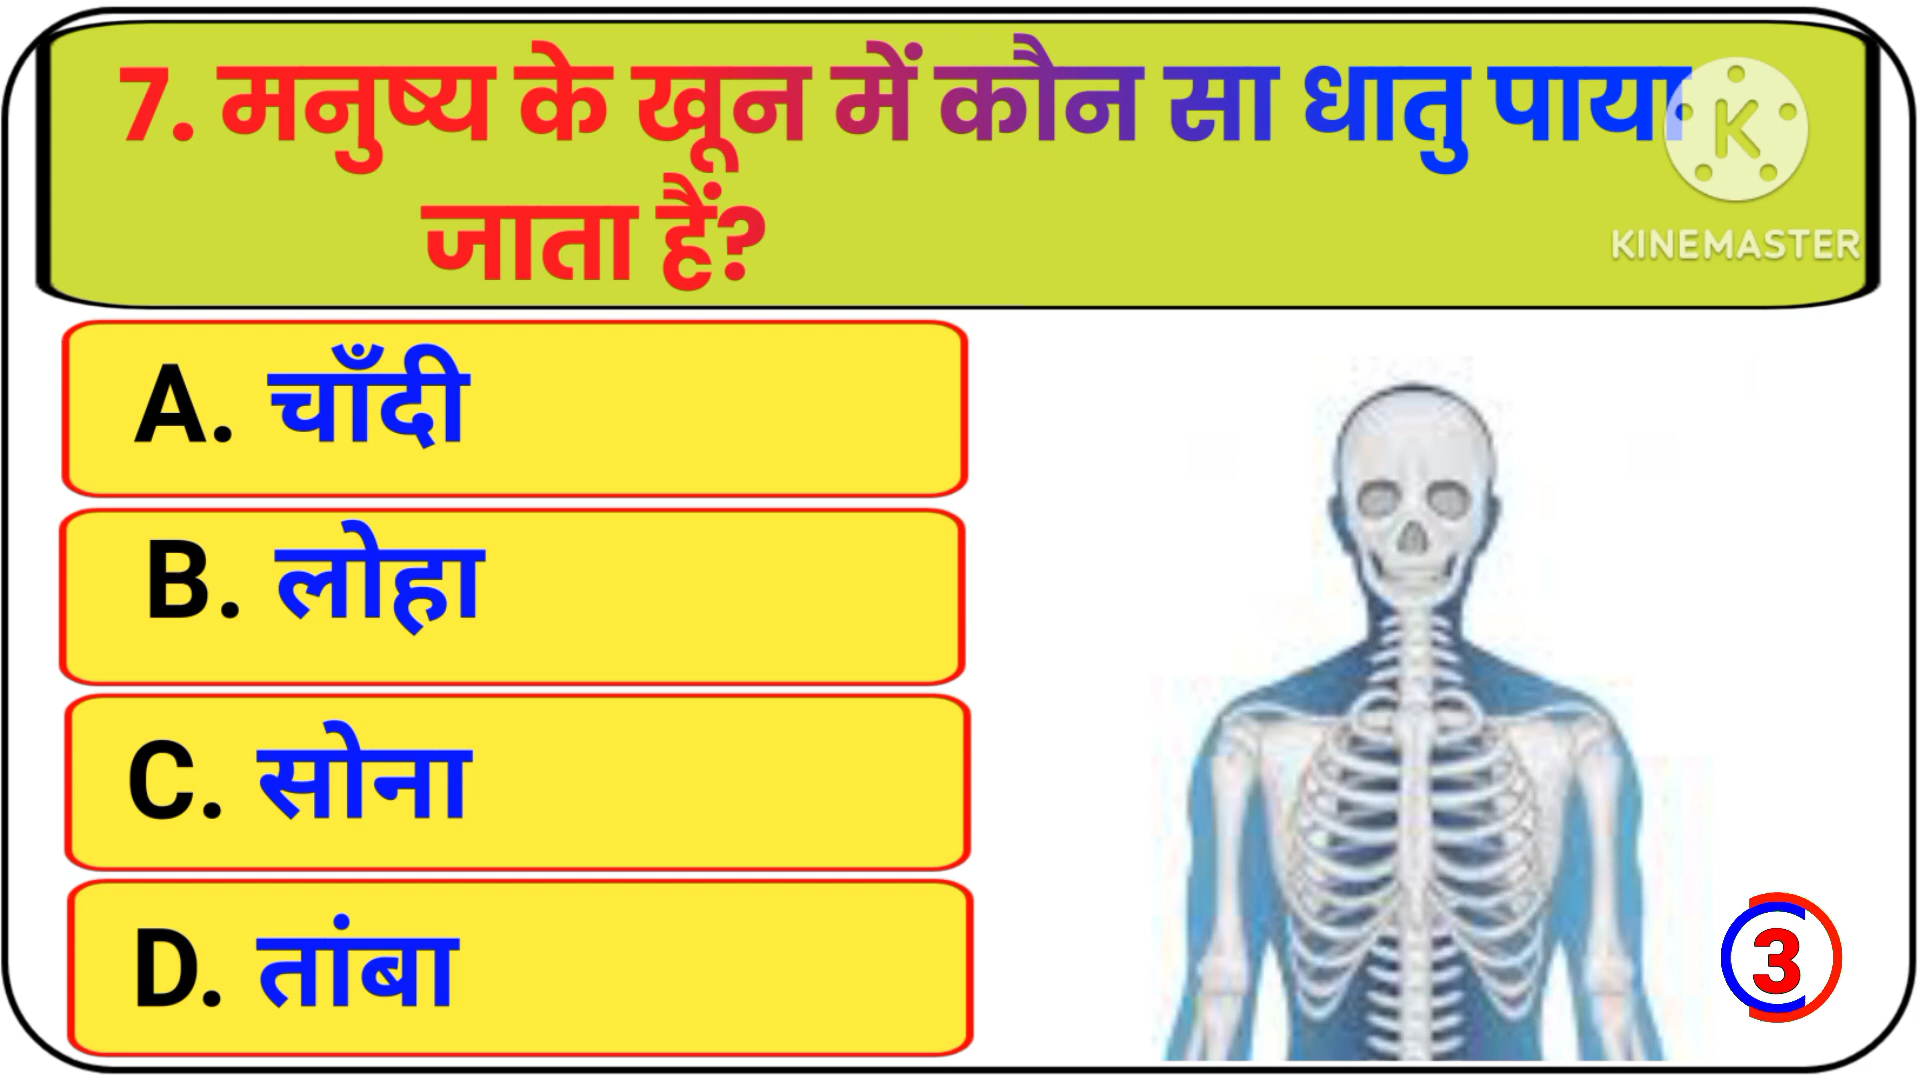 7. मनुष्य के खून में कौन सा धातु पाया
जाता हैं?
K
KINEMASTER
A. चाँदी
B. लोहा
C. सोना
D. तांबा
3